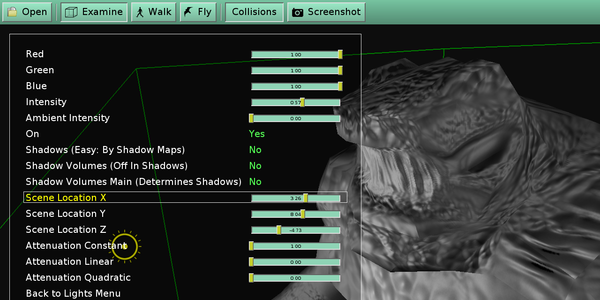 Open Examine Walk Fly Collisions Screenshot
Red 1.00
Green 1.00
Blue 1.00
Intensity 0.57
Ambient Intensity 0.00
On Yes
Shadows (Easy: By Shadow Maps) No
Shadow Volumes (Off In Shadows) No
Shadow Volumes Main (Determines Shadows) No
Scene Location X 3.26
Scene Location Y 8.04
Scene Location Z -4.73
Attenuation Constant 1.00
Attenuation Linear 0.00
Attenuation Quadratic 0.00
Back to Lights Menu